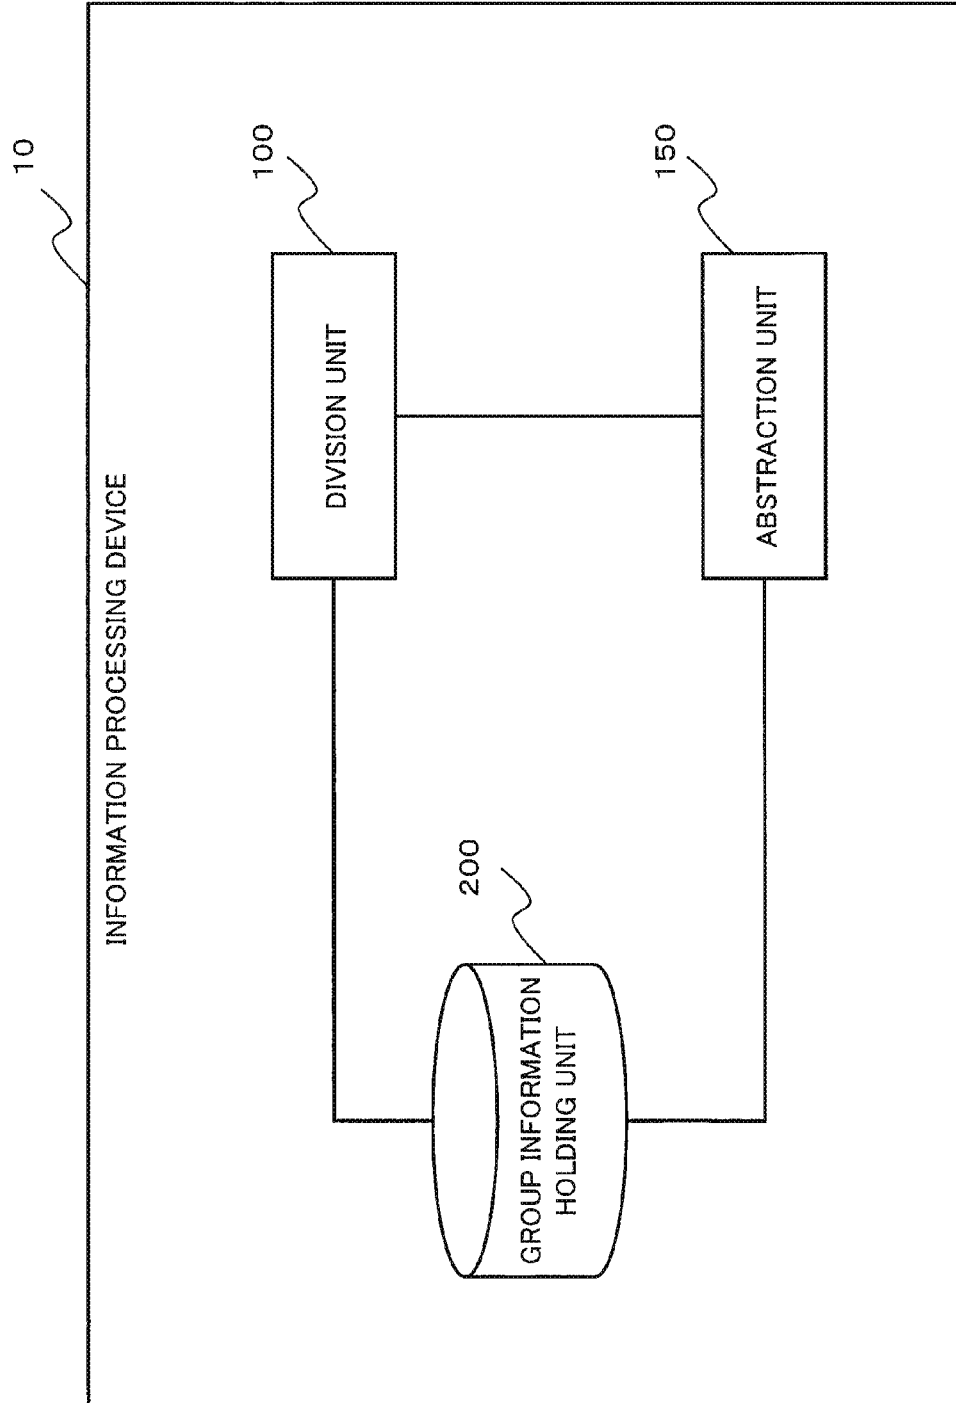 10
INFORMATION PROCESSING DEVICE
100
DIVISION UNIT
200
GROUP INFORMATION
HOLDING UNIT
150
ABSTRACTION UNIT